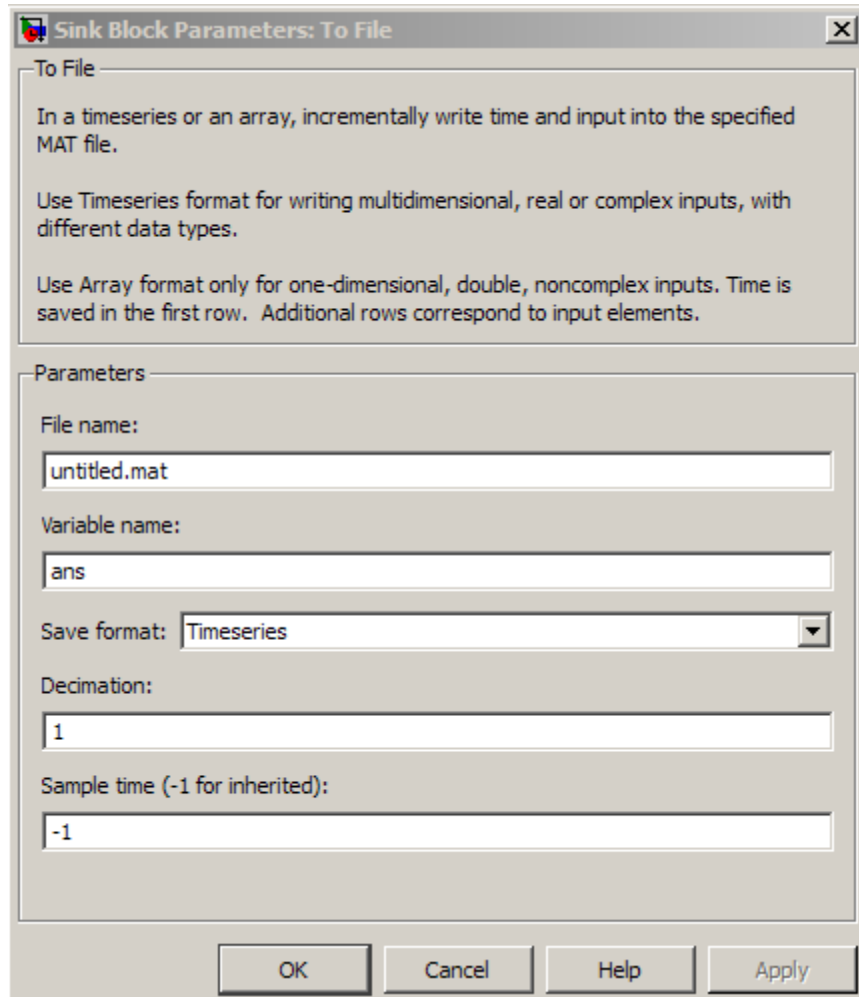 Sink Block Parameters: To File
To File
In a timeseries or an array, incrementally write time and input into the specified
MAT file.
Use Timeseries format for writing multidimensional, real or complex inputs, with
different data types.
Use Array format only for one-dimensional, double, noncomplex inputs. Time is
saved in the first row.  Additional rows correspond to input elements.
Parameters
File name:
untitled.mat
Variable name:
ans
Save format: Timeseries
Decimation:
1
Sample time (-1 for inherited):
-1
OK Cancel Help Apply